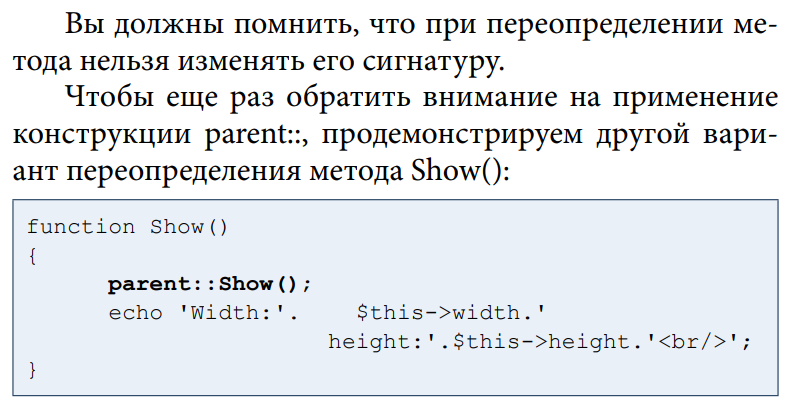 Вы должны помнить, что при переопределении ме-
тода нельзя изменять его сигнатуру.
Чтобы еще раз обратить внимание на применение
конструкции parent::, продемонстрируем другой вари-
ант переопределения метода Show():
function Show()
{
parent::Show();
echo 'Width:'. $this->width.'
height:'.$this->height.'<br/>';
}